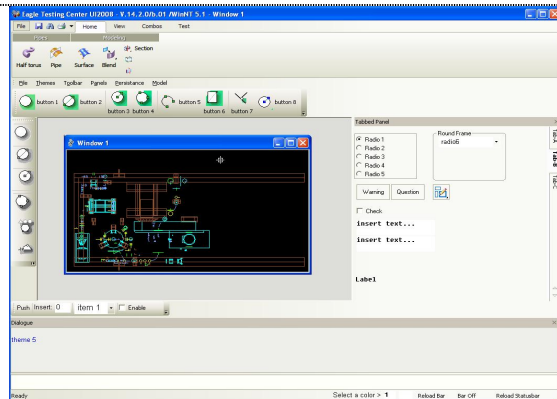 Eagle Testing Center UI2008 - V.14.2.0/b.01 /WinNT 5.1 - Window 1
File Home View Combos Text
Pipes Modeling
Half torus Pipe Surface Blend Section
File Themes Toolbar Panels Persistance Model
button 1 button 2 button 3 button 4 button 5 button 6 button 7 button 8
Tabbed Panel
Window 1
Radio 1
Radio 2
Radio 3
Radio 4
Radio 5
Round Frame
radio6
Tab A
Tab B
Tab C
Warning Question
Check
insert text...
insert text...
Label
Push Insert: 0 item 1 Enable
Dialogue
theme 5
Ready Select a color > 1 Reload Bar Bar Off Reload Statusbar